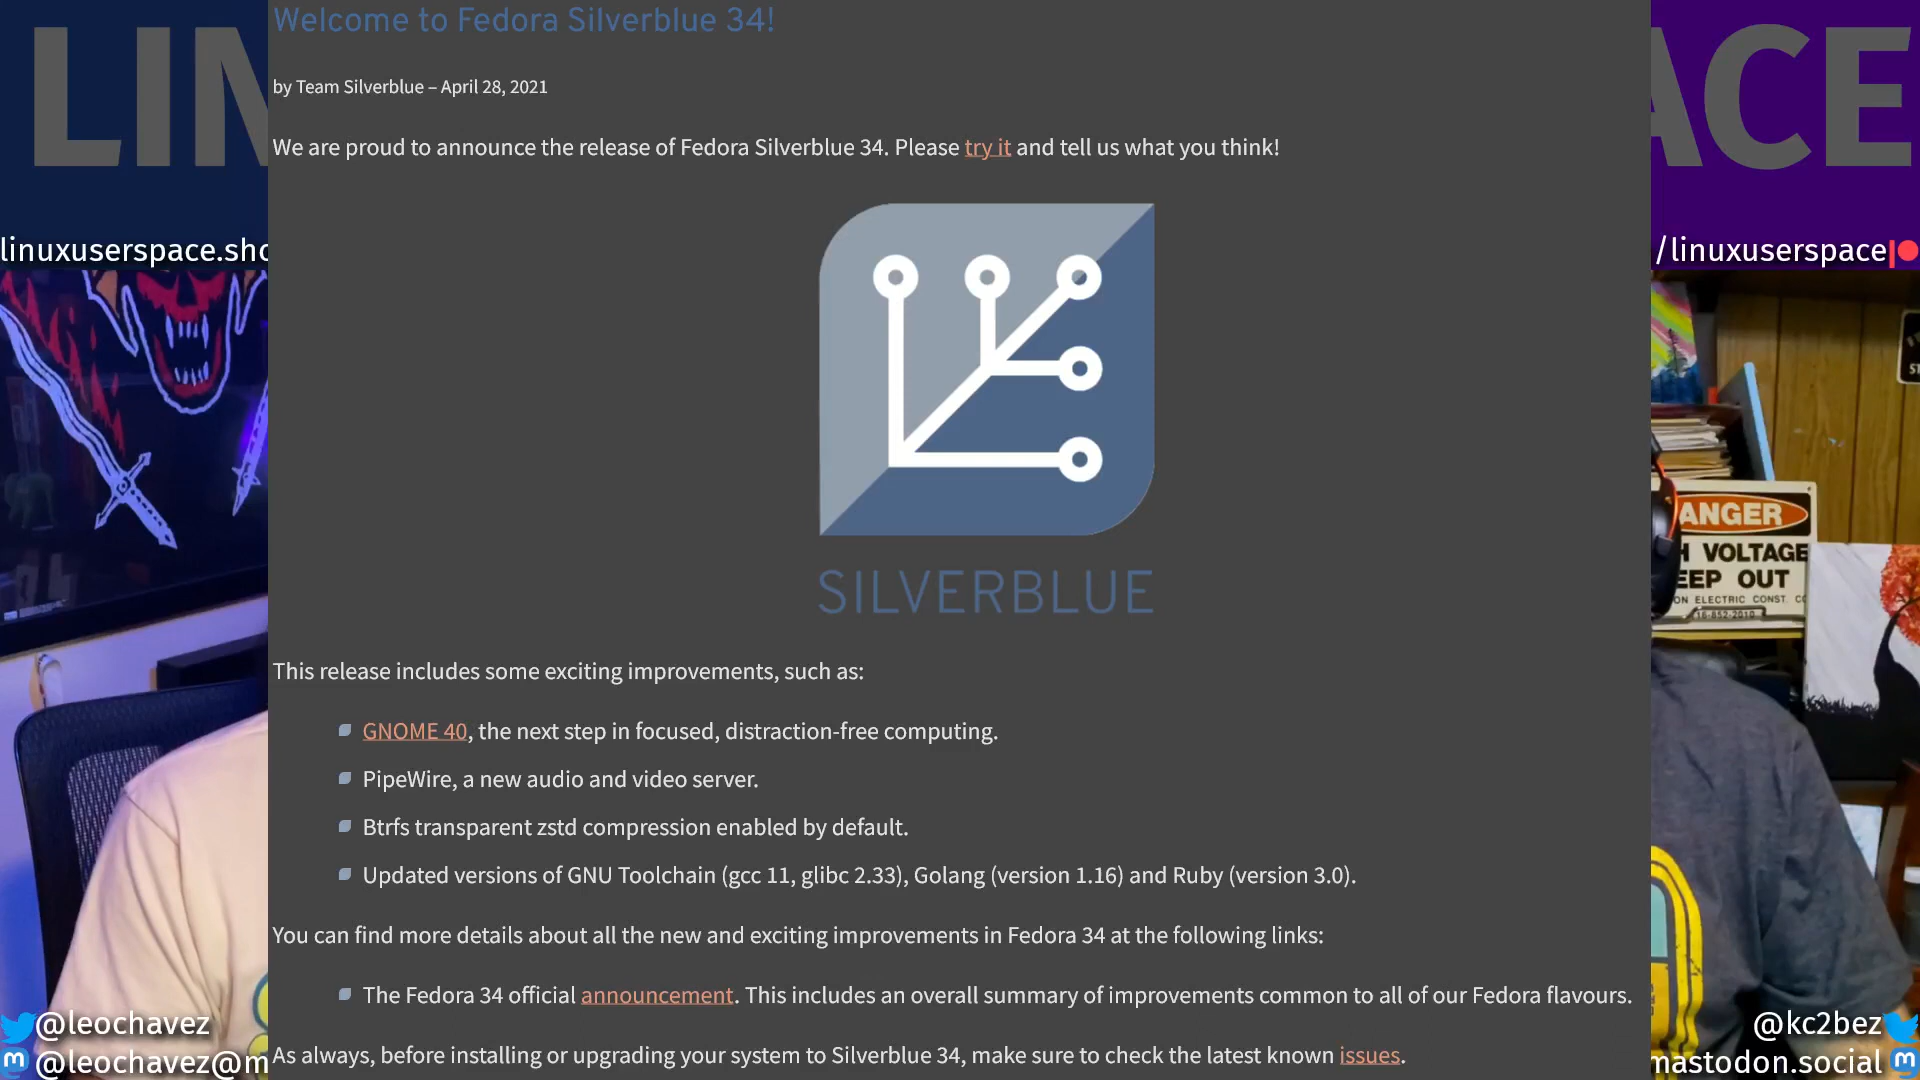 LIN
ACE
Welcome to Fedora Silverblue 34!
by Team Silverblue – April 28, 2021
We are proud to announce the release of Fedora Silverblue 34. Please try it and tell us what you think!
linuxuserspace.sho
/linuxuserspace
SILVERBLUE
ANGER
H VOLTAGE
EEP OUT
ON ELECTRIC CONST. CO
16-852-2010
ST
This release includes some exciting improvements, such as:
GNOME 40, the next step in focused, distraction-free computing.
PipeWire, a new audio and video server.
Btrfs transparent zstd compression enabled by default.
Updated versions of GNU Toolchain (gcc 11, glibc 2.33), Golang (version 1.16) and Ruby (version 3.0).
You can find more details about all the new and exciting improvements in Fedora 34 at the following links:
The Fedora 34 official announcement. This includes an overall summary of improvements common to all of our Fedora flavours.
As always, before installing or upgrading your system to Silverblue 34, make sure to check the latest known issues.
@leochavez
@leochavez@m
@kc2bez
mastodon.social